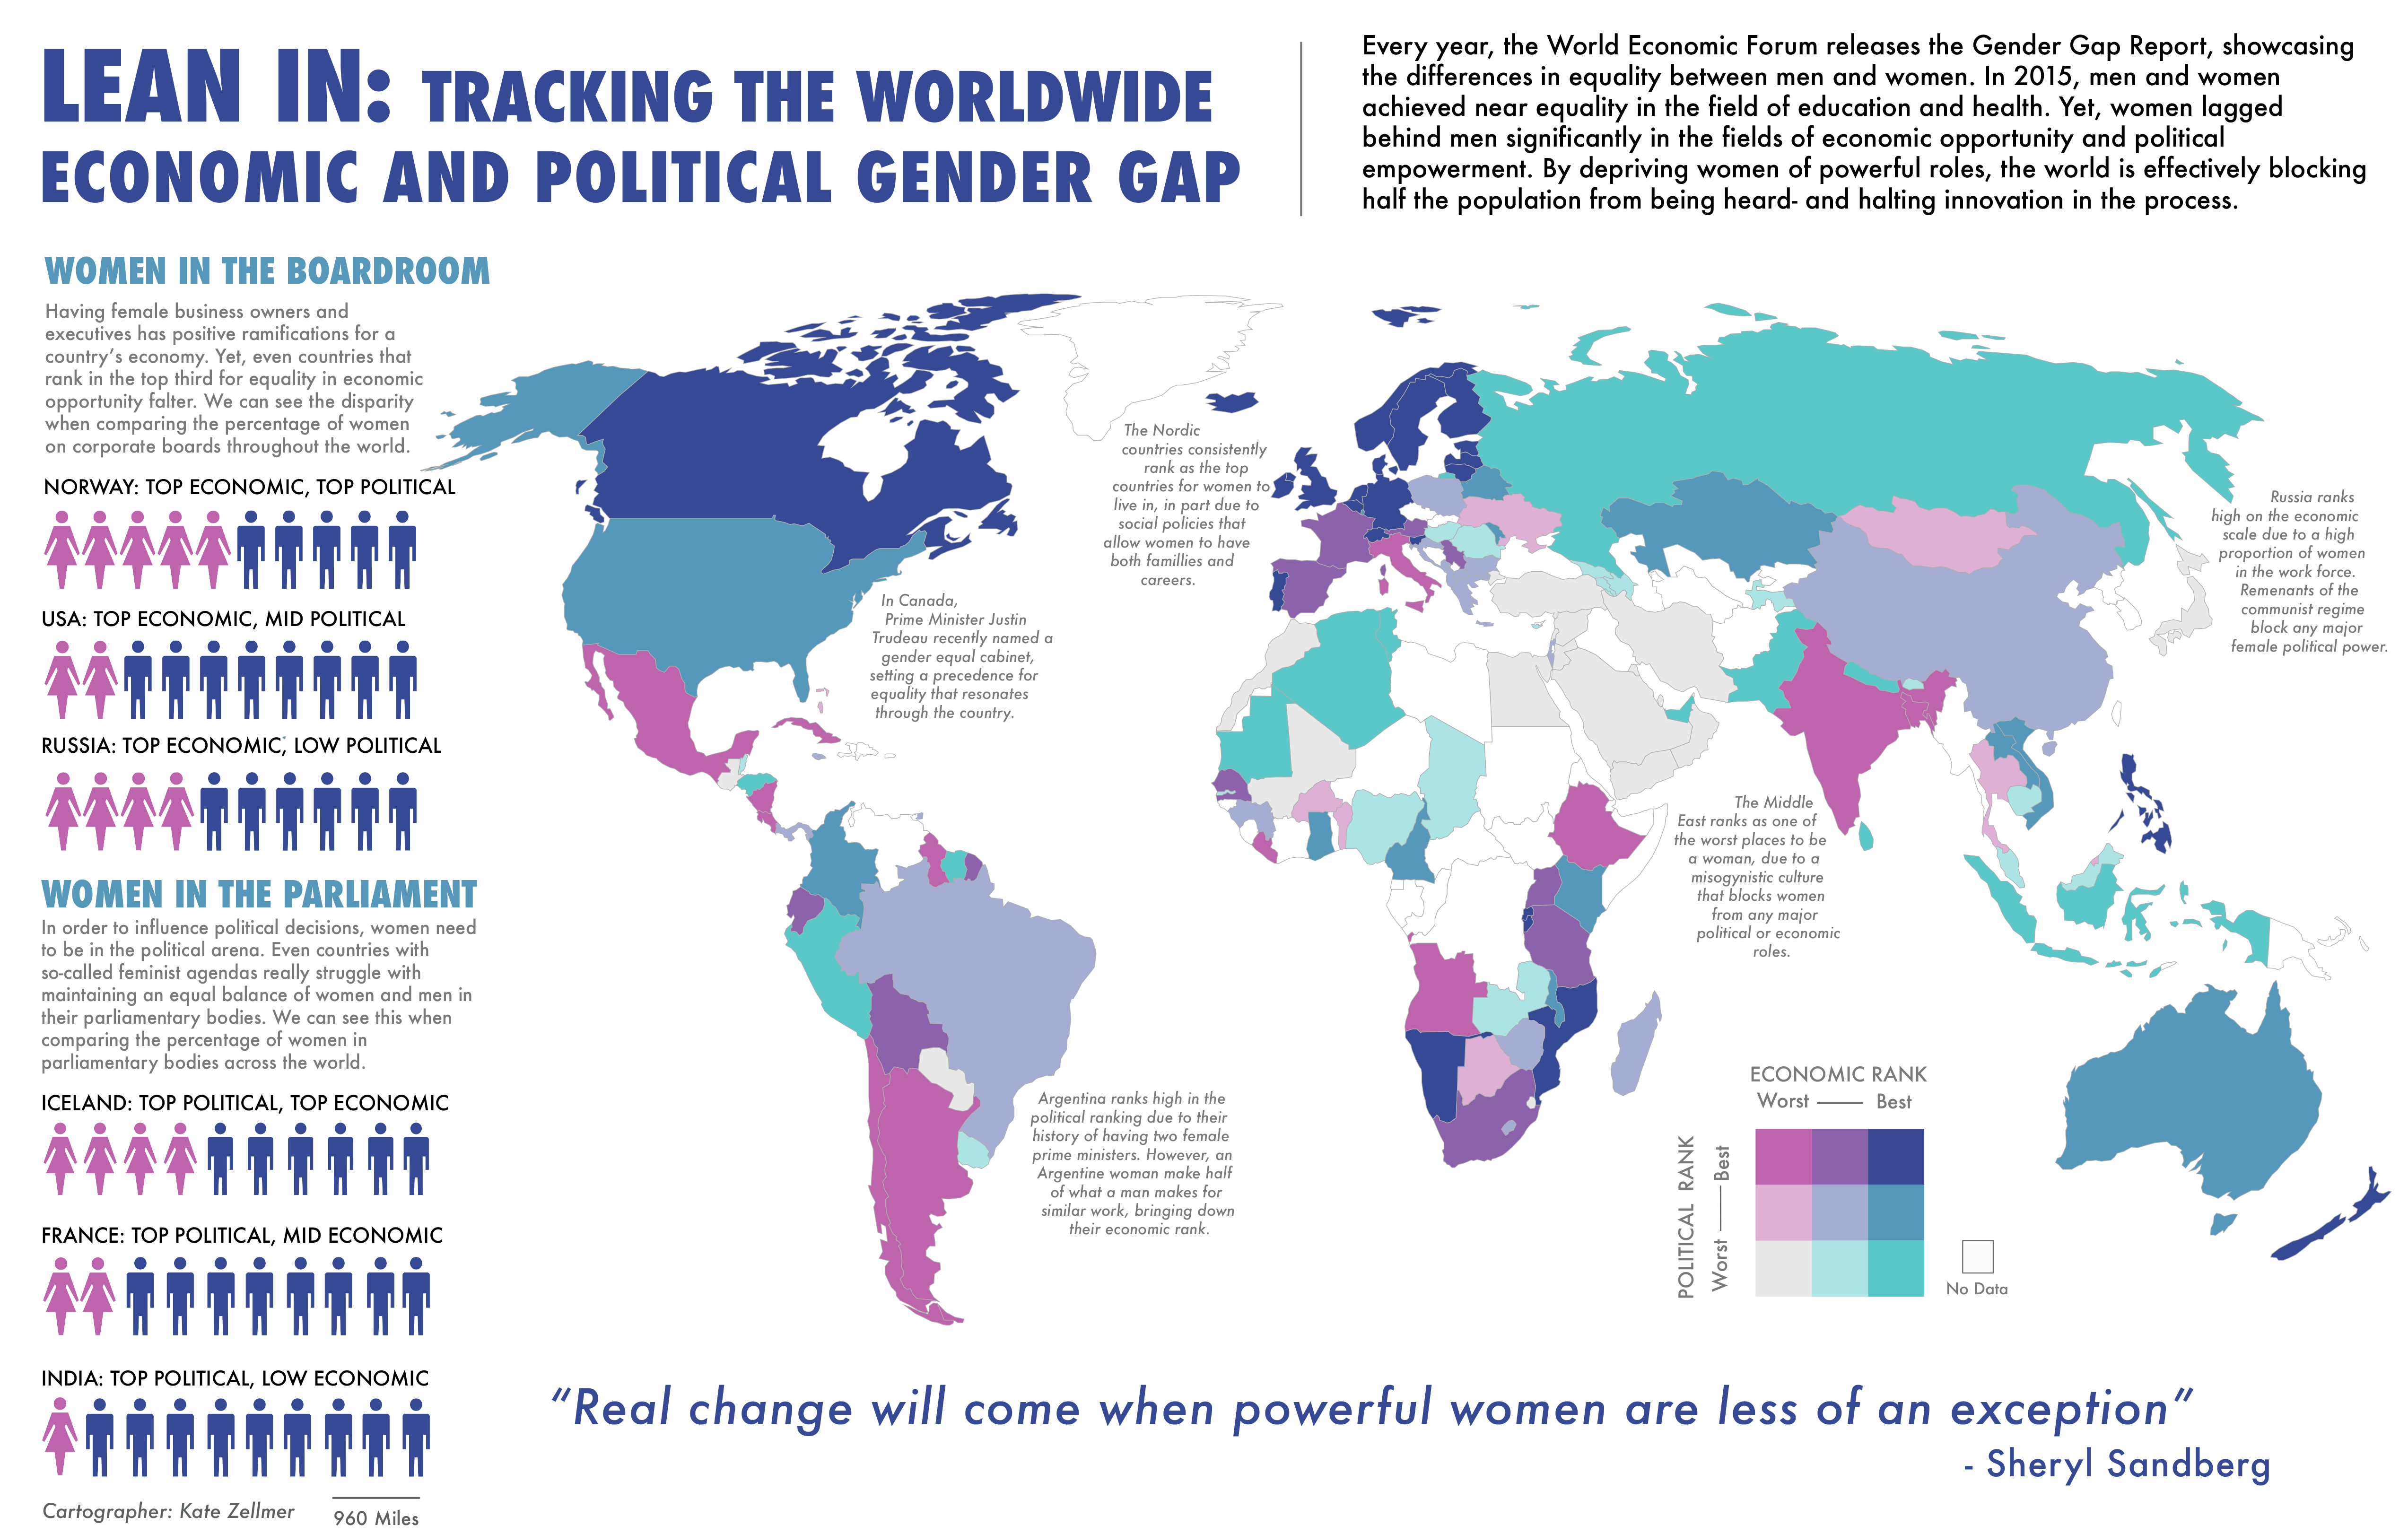 LEAN IN: TRACKING THE WORLDWIDE
ECONOMIC AND POLITICAL GENDER GAP
Every year, the World Economic Forum releases the Gender Gap Report, showcasing
the differences in equality between men and women. In 2015, men and women
achieved near equality in the field of education and health. Yet, women lagged
behind men significantly in the fields of economic opportunity and political
empowerment. By depriving women of powerful roles, the world is effectively blocking
half the population from being heard- and halting innovation in the process.
WOMEN IN THE BOARDROOM
Having female business owners and
executives has positive ramifications for a
country's economy. Yet, even countries that
rank in the top third for equality in economic
opportunity falter. We can see the disparity
when comparing the percentage of women
on corporate boards throughout the world.
NORWAY: TOP ECONOMIC, TOP POLITICAL
USA: TOP ECONOMIC, MID POLITICAL
RUSSIA: TOP ECONOMIC, LOW POLITICAL
WOMEN IN THE PARLIAMENT
In order to influence political decisions, women need
to be in the political arena. Even countries with
so-called feminist agendas really struggle with
maintaining an equal balance of women and men in
their parliamentary bodies. We can see this when
comparing the percentage of women in
parliamentary bodies across the world.
ICELAND: TOP POLITICAL, TOP ECONOMIC
FRANCE: TOP POLITICAL, MID ECONOMIC
INDIA: TOP POLITICAL, LOW ECONOMIC
Cartographer: Kate Zellmer
960 Miles
The Nordic
countries consistently
rank as the top
countries for women to
live in, in part due to
social policies that
allow women to have
both famillies and
careers.
In Canada,
Prime Minister Justin
Trudeau recently named a
gender equal cabinet,
setting a precedence for
equality that resonates
through the country.
Russia ranks
high on the economic
scale due to a high
proportion of women
in the work force.
Remenants of the
communist regime
block any major
female political power.
The Middle
East ranks as one of
the worst places to be
a woman, due to a
misogynistic culture
that blocks women
from any major
political or economic
roles.
Argentina ranks high in the
political ranking due to their
history of having two female
prime ministers. However, an
Argentine woman make half
of what a man makes for
similar work, bringing down
their economic rank.
ECONOMIC RANK
Worst Best
POLITICAL RANK
Worst Best
No Data
"Real change will come when powerful women are less of an exception"
- Sheryl Sandberg